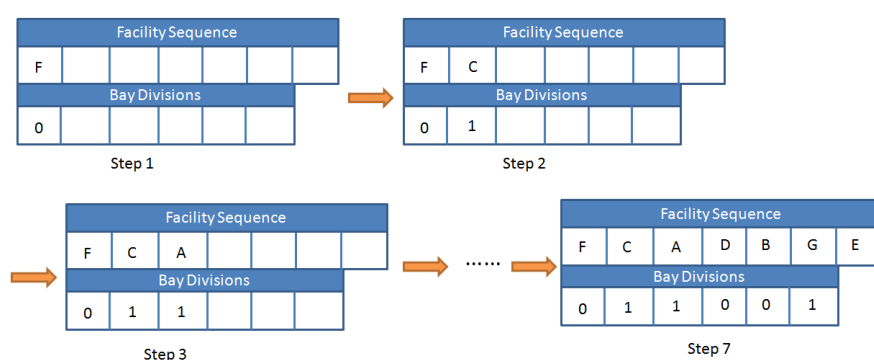 Facility Sequence
F
Bay Divisions
0
Step 1
Facility Sequence
F C
Bay Divisions
0 1
Step 2
Facility Sequence
F C A
Bay Divisions
0 1 1
Step 3
......
Facility Sequence
F C A D B G E
Bay Divisions
0 1 1 0 0 1
Step 7